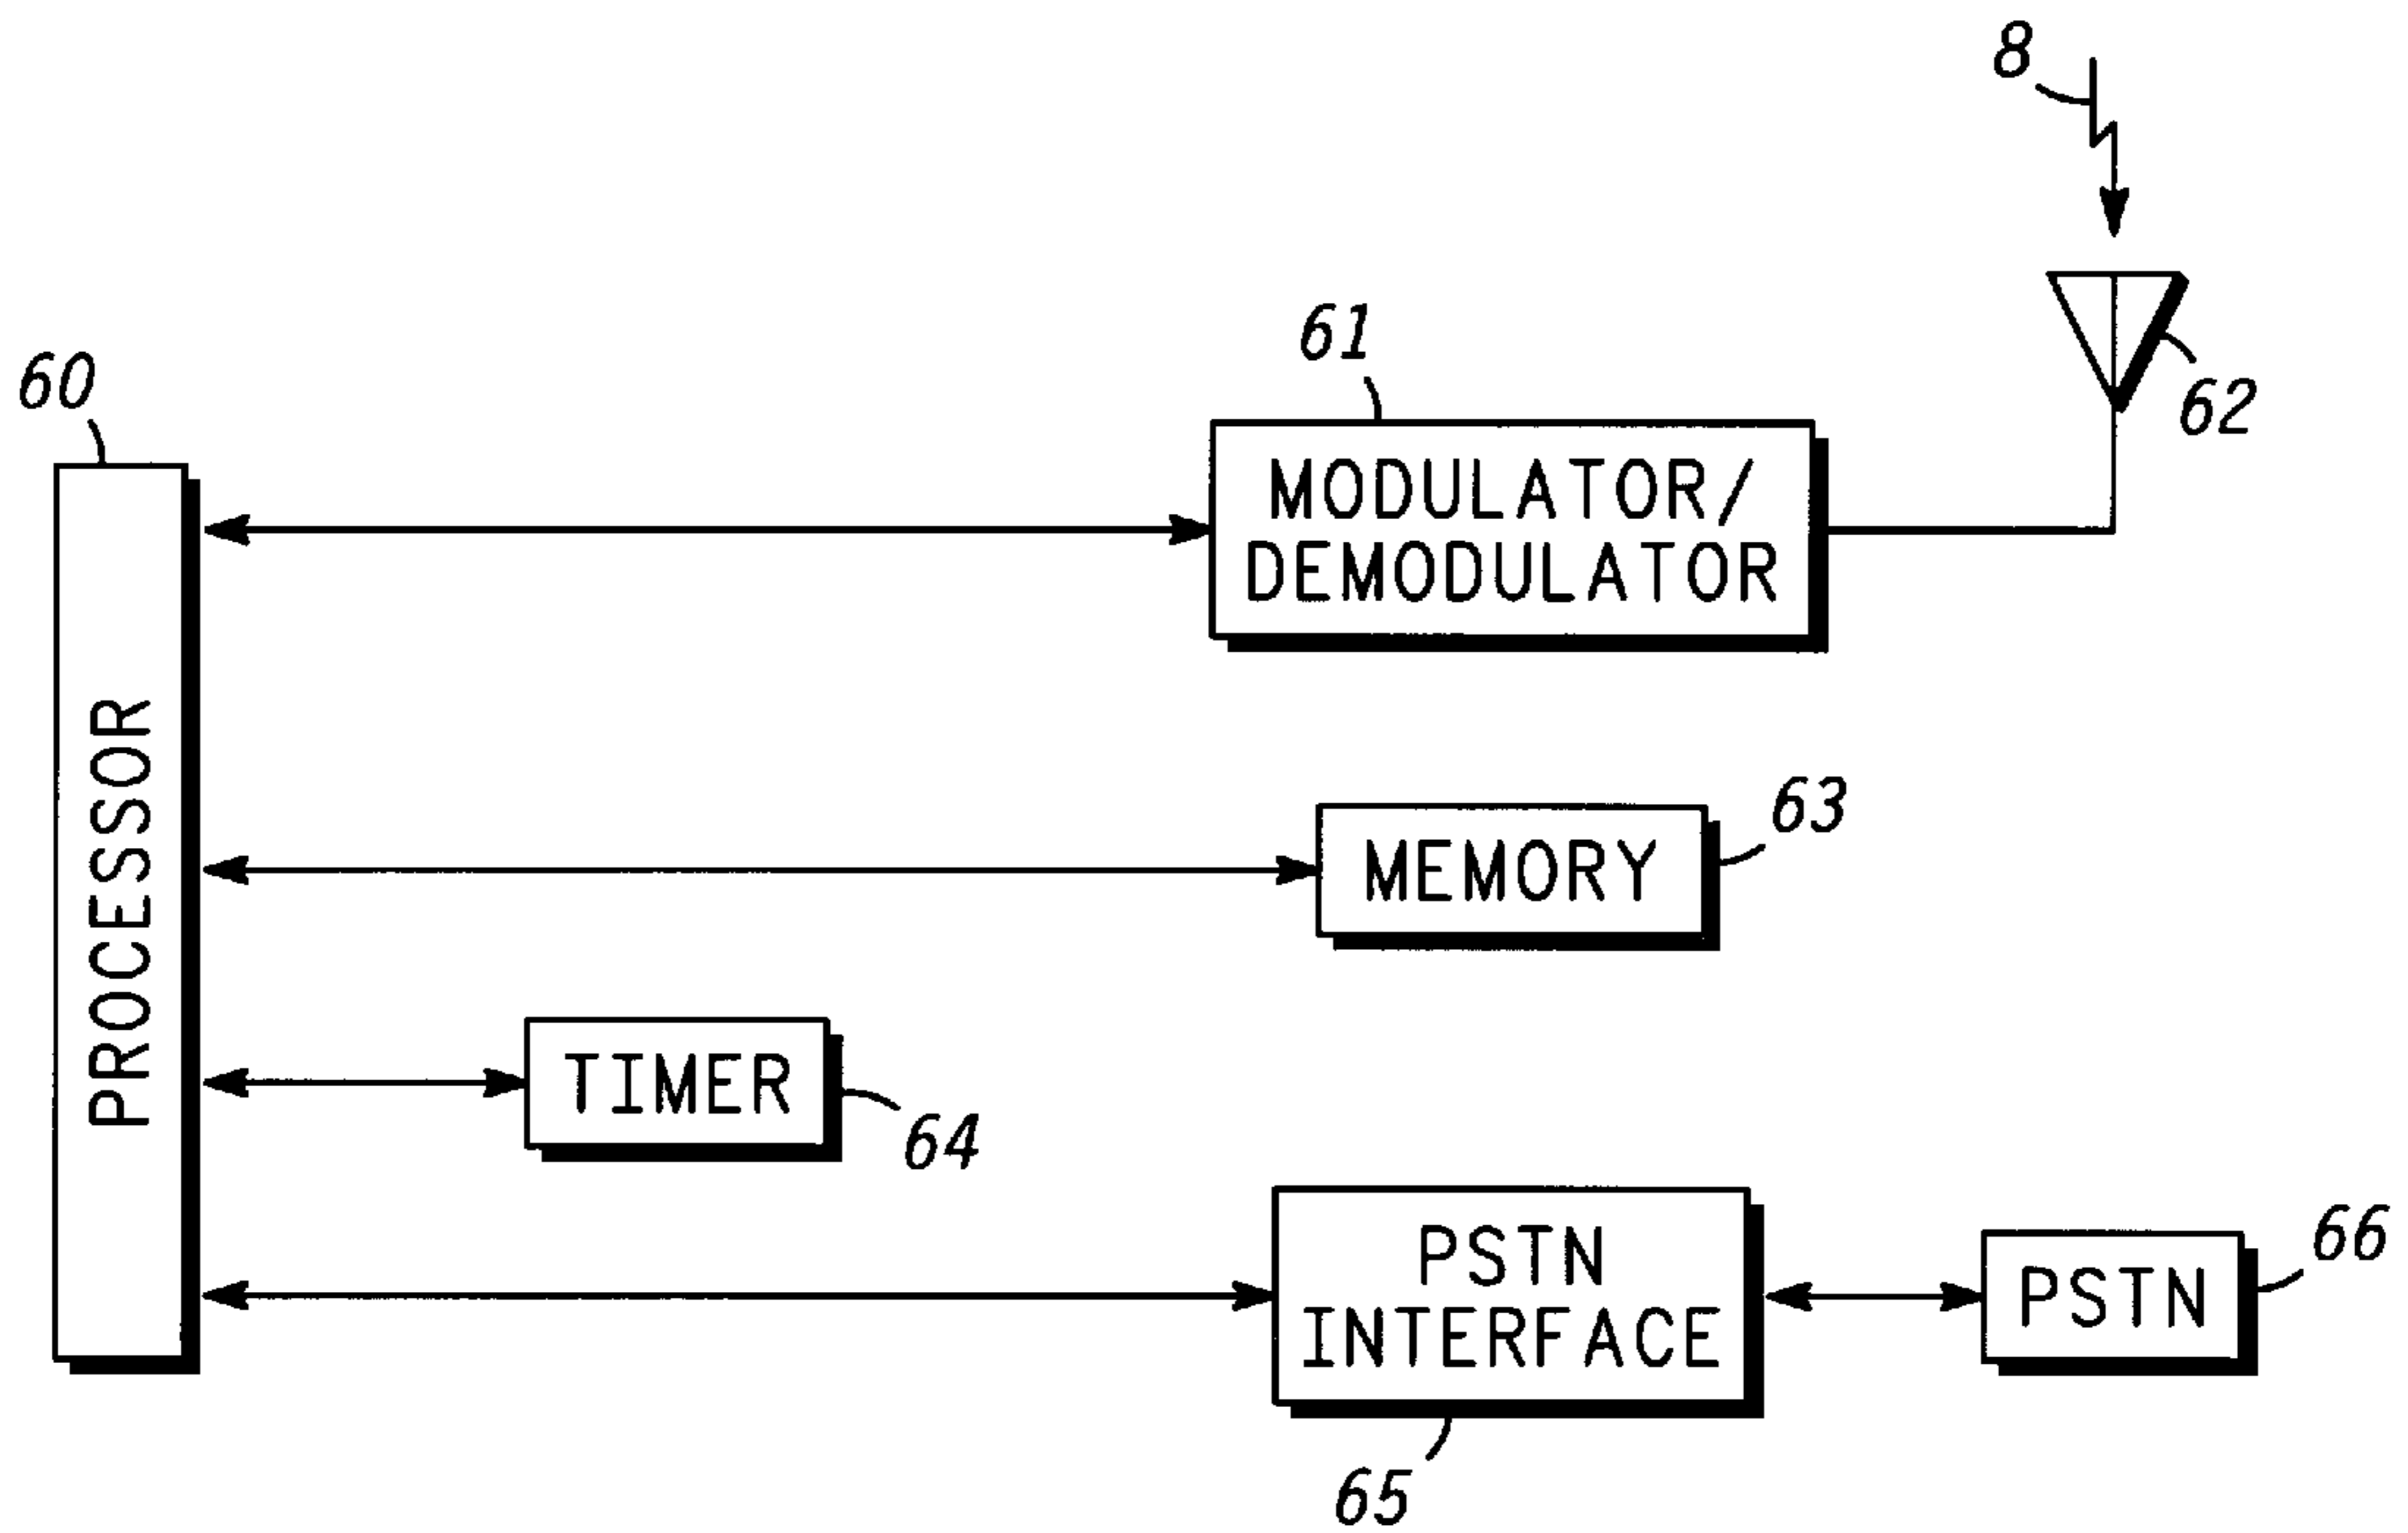 8
61
60
62
MODULATOR/
DEMODULATOR
PROCESSOR
63
MEMORY
TIMER
64
66
PSTN
INTERFACE
PSTN
65